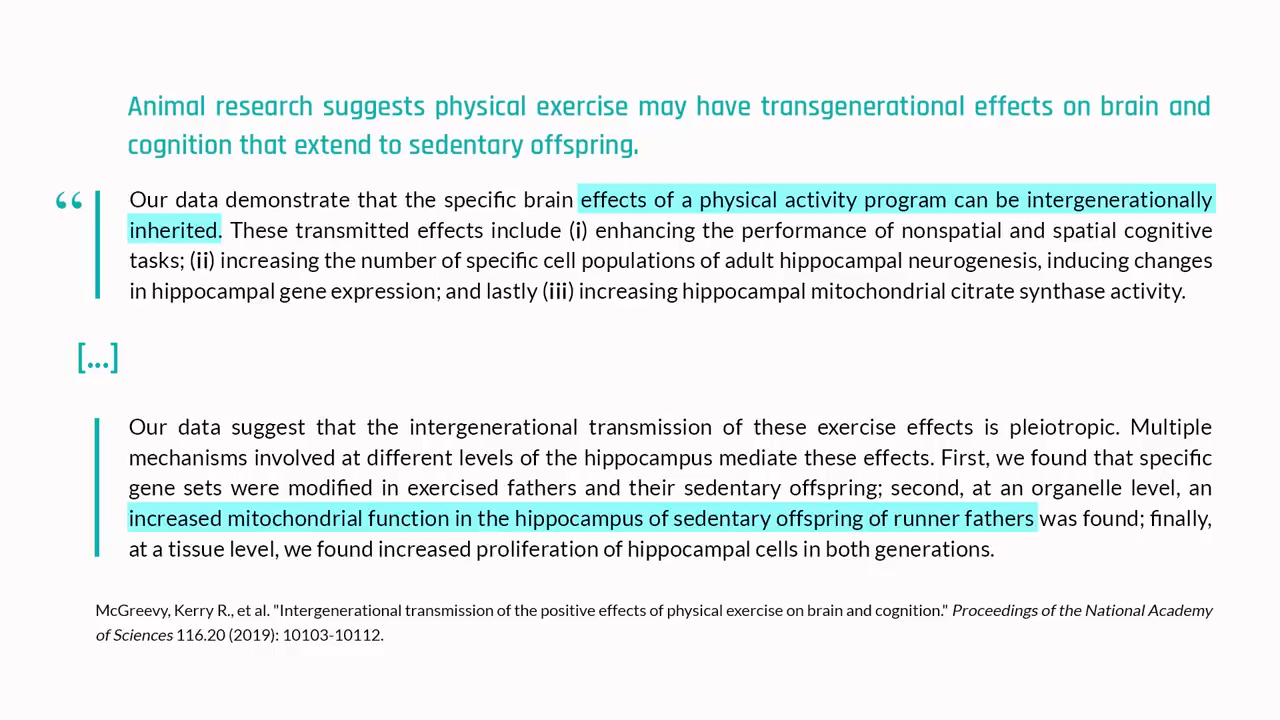 Animal research suggests physical exercise may have transgenerational effects on brain and
cognition that extend to sedentary offspring.
“ Our data demonstrate that the specific brain effects of a physical activity program can be intergenerationally
inherited. These transmitted effects include (i) enhancing the performance of nonspatial and spatial cognitive
tasks; (ii) increasing the number of specific cell populations of adult hippocampal neurogenesis, inducing changes
in hippocampal gene expression; and lastly (iii) increasing hippocampal mitochondrial citrate synthase activity.
[...]
Our data suggest that the intergenerational transmission of these exercise effects is pleiotropic. Multiple
mechanisms involved at different levels of the hippocampus mediate these effects. First, we found that specific
gene sets were modified in exercised fathers and their sedentary offspring; second, at an organelle level, an
increased mitochondrial function in the hippocampus of sedentary offspring of runner fathers was found; finally,
at a tissue level, we found increased proliferation of hippocampal cells in both generations.
McGreevy, Kerry R., et al. "Intergenerational transmission of the positive effects of physical exercise on brain and cognition." Proceedings of the National Academy
of Sciences 116.20 (2019): 10103-10112.